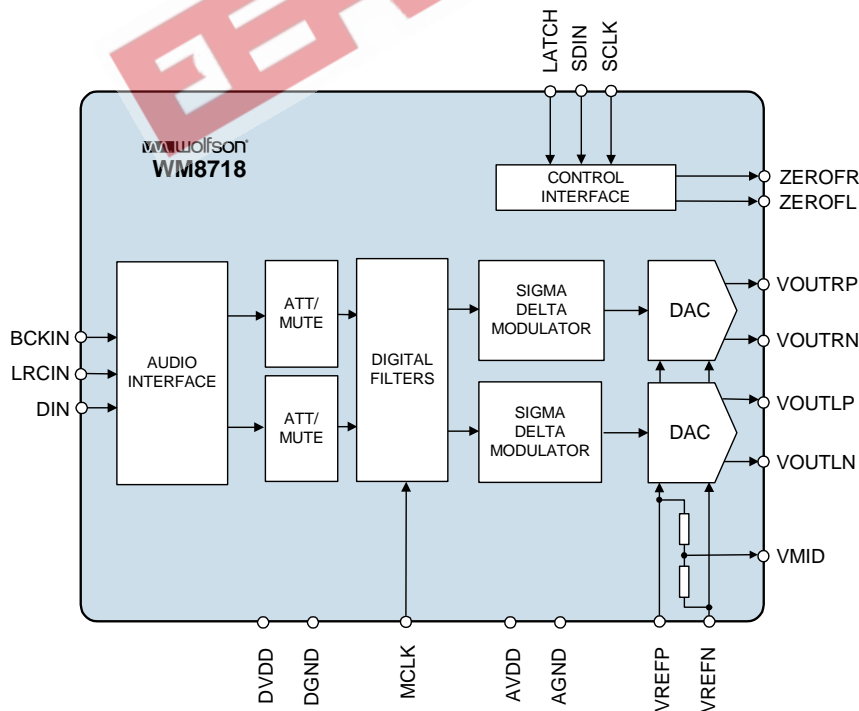 LATCH
SDIN
SCLK
wolfson
WM8718
CONTROL
INTERFACE
ZEROFR
ZEROFL
BCKIN
LRCIN
DIN
AUDIO
INTERFACE
ATT/
MUTE
ATT/
MUTE
DIGITAL
FILTERS
SIGMA
DELTA
MODULATOR
SIGMA
DELTA
MODULATOR
DAC
DAC
VOUTRP
VOUTRN
VOUTLP
VOUTLN
VMID
DVDD
DGND
MCLK
AVDD
AGND
VREFP
VREFN